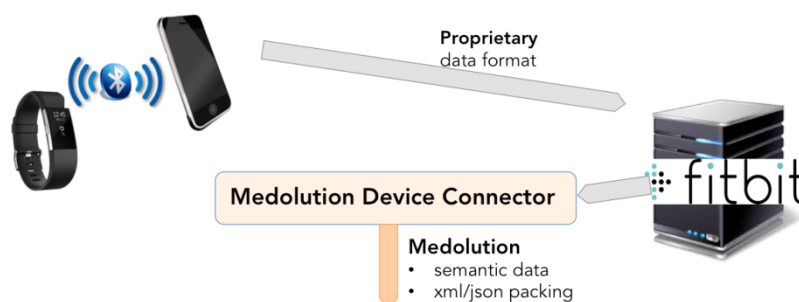 Proprietary
data format
fitbit
Medolution Device Connector
Medolution
• semantic data
• xml/json packing